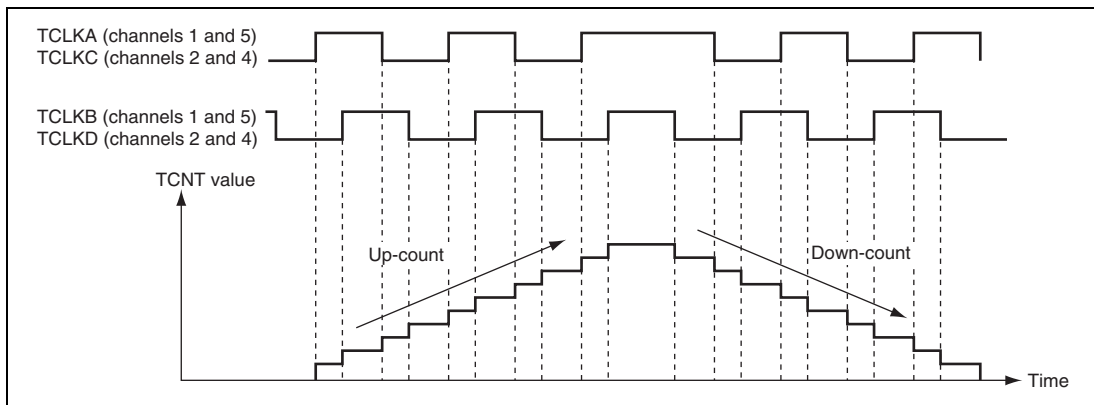 TCLKA (channels 1 and 5)
TCLKC (channels 2 and 4)
TCLKB (channels 1 and 5)
TCLKD (channels 2 and 4)
TCNT value
Up-count
Down-count
Time